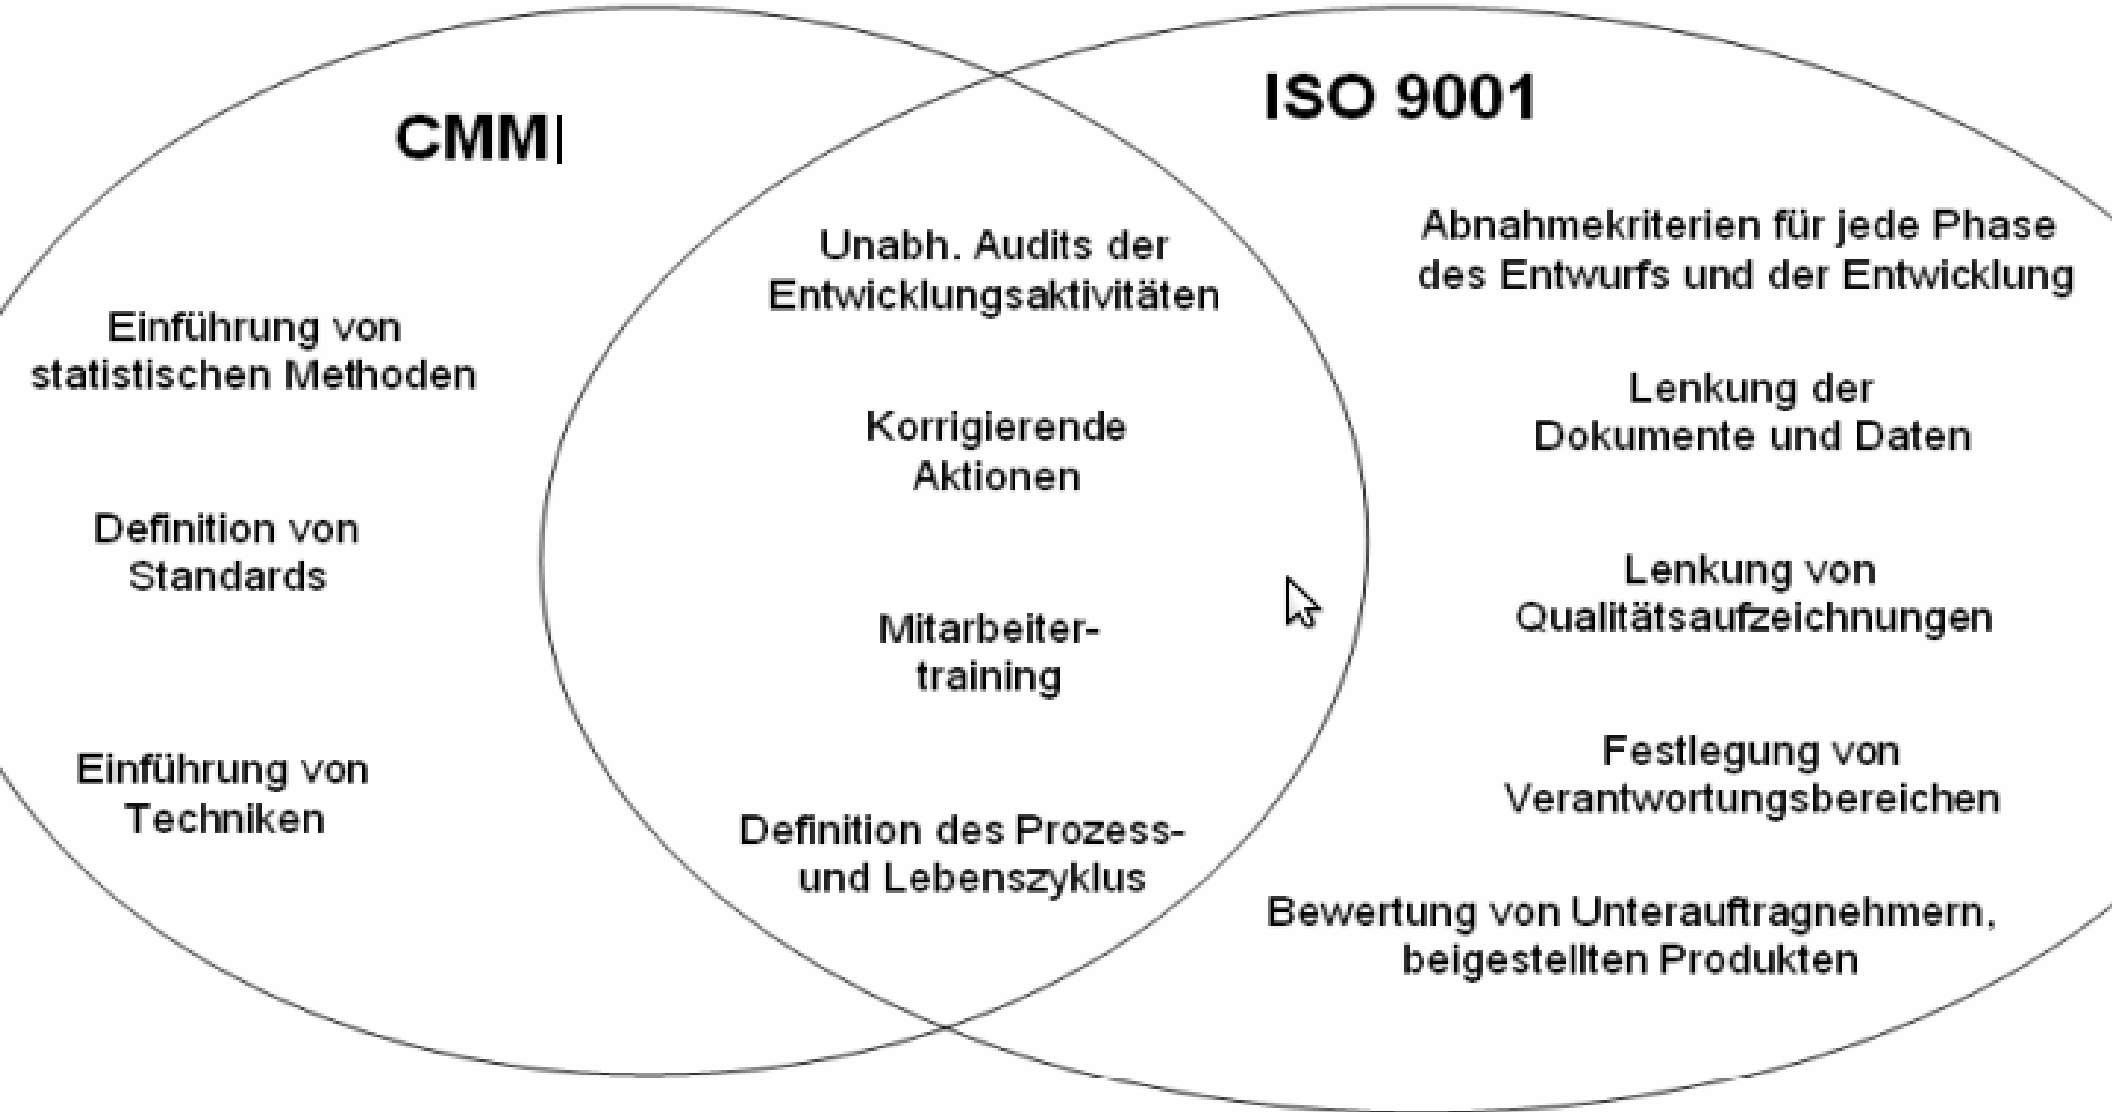 CMM|
Einführung von
statistischen Methoden
Definition von
Standards
Einführung von
Techniken
Unabh. Audits der
Entwicklungsaktivitäten
Korrigierende
Aktionen
Mitarbeiter-
training
Definition des Prozess-
und Lebenszyklus
ISO 9001
Abnahmekriterien für jede Phase
des Entwurfs und der Entwicklung
Lenkung der
Dokumente und Daten
Lenkung von
Qualitätsaufzeichnungen
Festlegung von
Verantwortungsbereichen
Bewertung von Unterauftragnehmern,
beigestellten Produkten